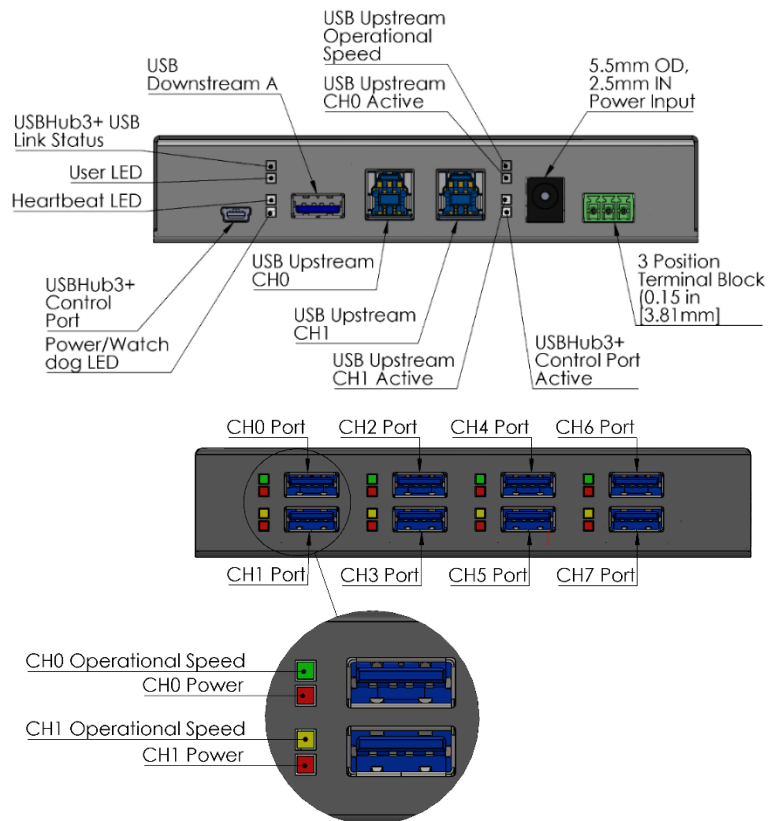 USB Upstream
Operational
Speed
USB
Downstream A
USB Upstream
CH0 Active
5.5mm OD,
2.5mm IN
Power Input
USBHub3+ USB
Link Status
User LED
Heartbeat LED
USBHub3+
Control
Port
Power/Watch
dog LED
USB Upstream
CH0
USB Upstream
CH1
USB Upstream
CH1 Active
USBHub3+
Control Port
Active
3 Position
Terminal Block
(0.15 in
[3.81mm]
CH0 Port
CH2 Port
CH4 Port
CH6 Port
CH1 Port
CH3 Port
CH5 Port
CH7 Port
CH0 Operational Speed
CH0 Power
CH1 Operational Speed
CH1 Power